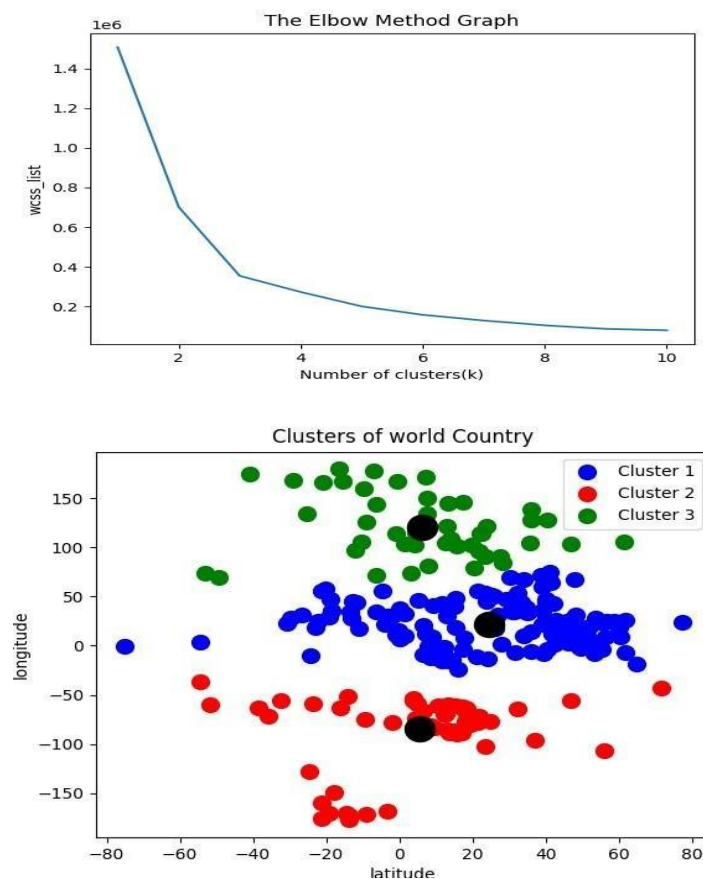 The Elbow Method Graph
1e6
1.4
1.2
1.0
0.8
0.6
0.4
0.2
wcss_list
2 4 6 8 10
Number of clusters(k)
Clusters of world Country
Cluster 1
Cluster 2
Cluster 3
150
100
50
0
−50
−100
−150
longitude
−80 −60 −40 −20 0 20 40 60 80
latitude